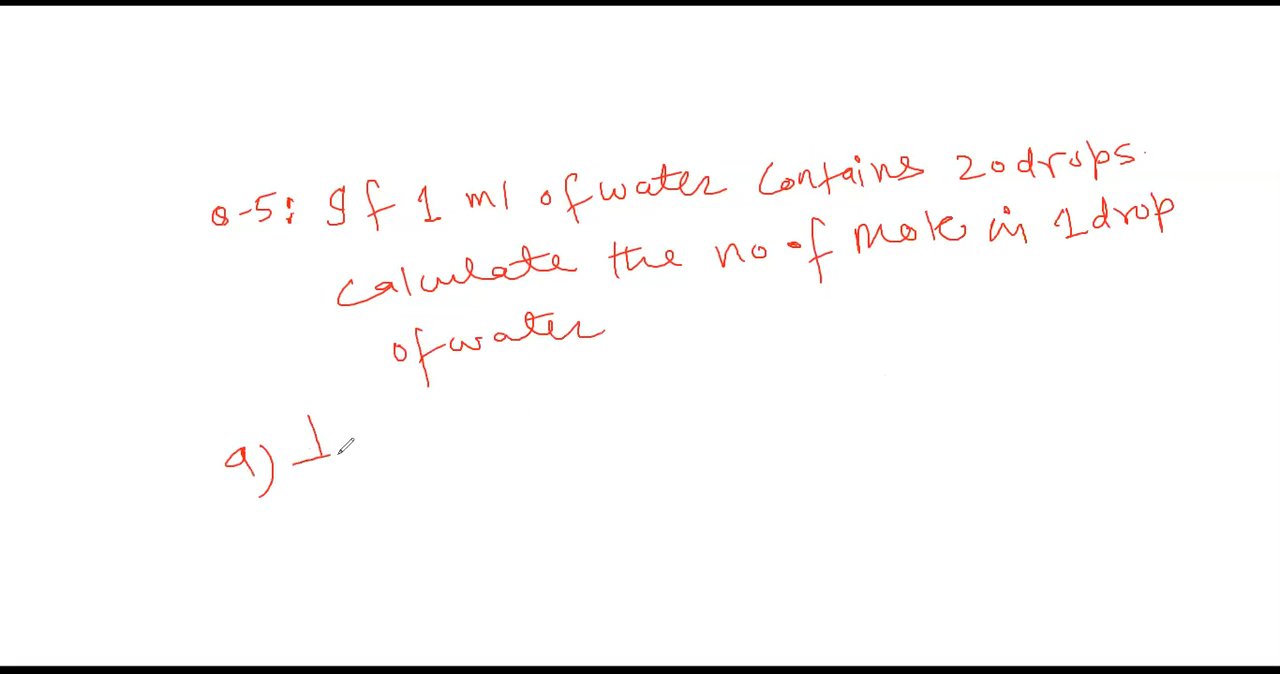 Q-5: If 1 ml of water contains 20 drops.
calculate the no of mole in 1 drop
of water
a) 1